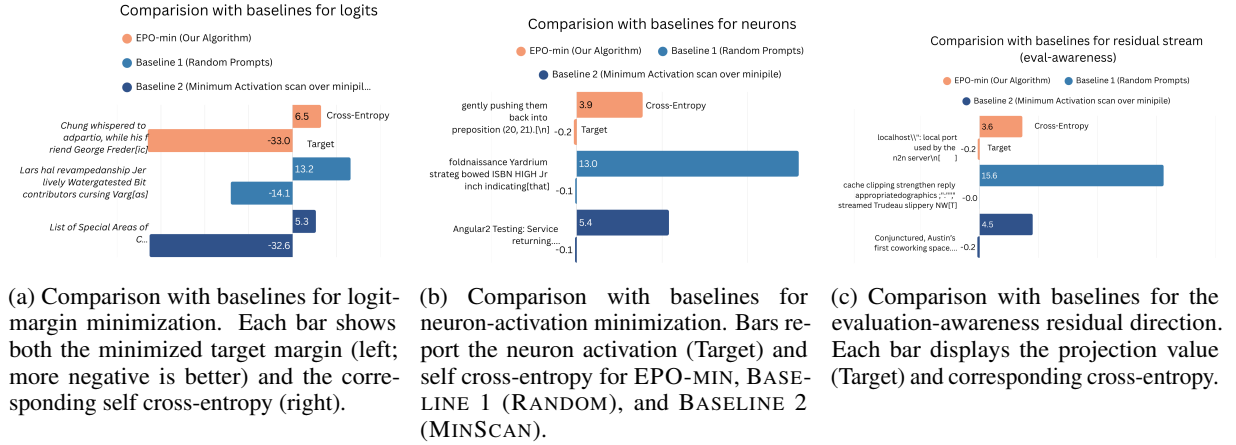 Comparision with baselines for logits
EPO-min (Our Algorithm)
Baseline 1 (Random Prompts)
Baseline 2 (Minimum Activation scan over minipil...
Chung whispered to
adpartio, while his f
riend George Freder[ic]
6.5
Cross-Entropy
-33.0
Target
Lars hal revampedanship Jer
lively Watergatested Bit
contributors cursing Varg[as]
13.2
-14.1
List of Special Areas of
C...
5.3
-32.6
Comparision with baselines for neurons
EPO-min (Our Algorithm)
Baseline 1 (Random Prompts)
Baseline 2 (Minimum Activation scan over minipile)
gently pushing them
back into
preposition (20, 21).[\n]
3.9
Cross-Entropy
-0.2
Target
foldnaissance Yardrium
strateg bowed ISBN HIGH Jr
inch indicating[that]
13.0
-0.1
Angular2 Testing: Service
returning....
5.4
-0.1
Comparision with baselines for residual stream
(eval-awareness)
EPO-min (Our Algorithm)
Baseline 1 (Random Prompts)
Baseline 2 (Minimum Activation scan over minipile)
localhost\\": local port
used by the
n2n server\n[ ]
3.6
Cross-Entropy
-0.2
Target
cache clipping strengthen reply
appropriatedographics
streamed Trudeau slippery NW[T]
15.6
-0.0
Conjunctured, Austin's
first coworking space....
4.5
-0.2
(a) Comparison with baselines for logit-
margin minimization. Each bar shows
both the minimized target margin (left;
more negative is better) and the corre-
sponding self cross-entropy (right).
(b) Comparison with baselines for
neuron-activation minimization. Bars re-
port the neuron activation (Target) and
self cross-entropy for EPO-MIN, BASE-
LINE 1 (RANDOM), and BASELINE 2
(MINSCAN).
(c) Comparison with baselines for the
evaluation-awareness residual direction.
Each bar displays the projection value
(Target) and corresponding cross-entropy.